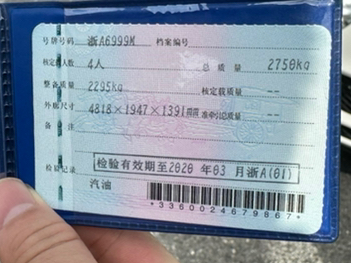 号牌号码 浙A6999M 档案编号
核定载人数 4人 总质量 2750kg
整备质量 2295kg 核定载质量 --
外廓尺寸 4818×1947×1391mm 准牵引总质量 --
备注
检验有效期至2020 年03 月浙A(01)
检验记录
汽油
*3360024679867*